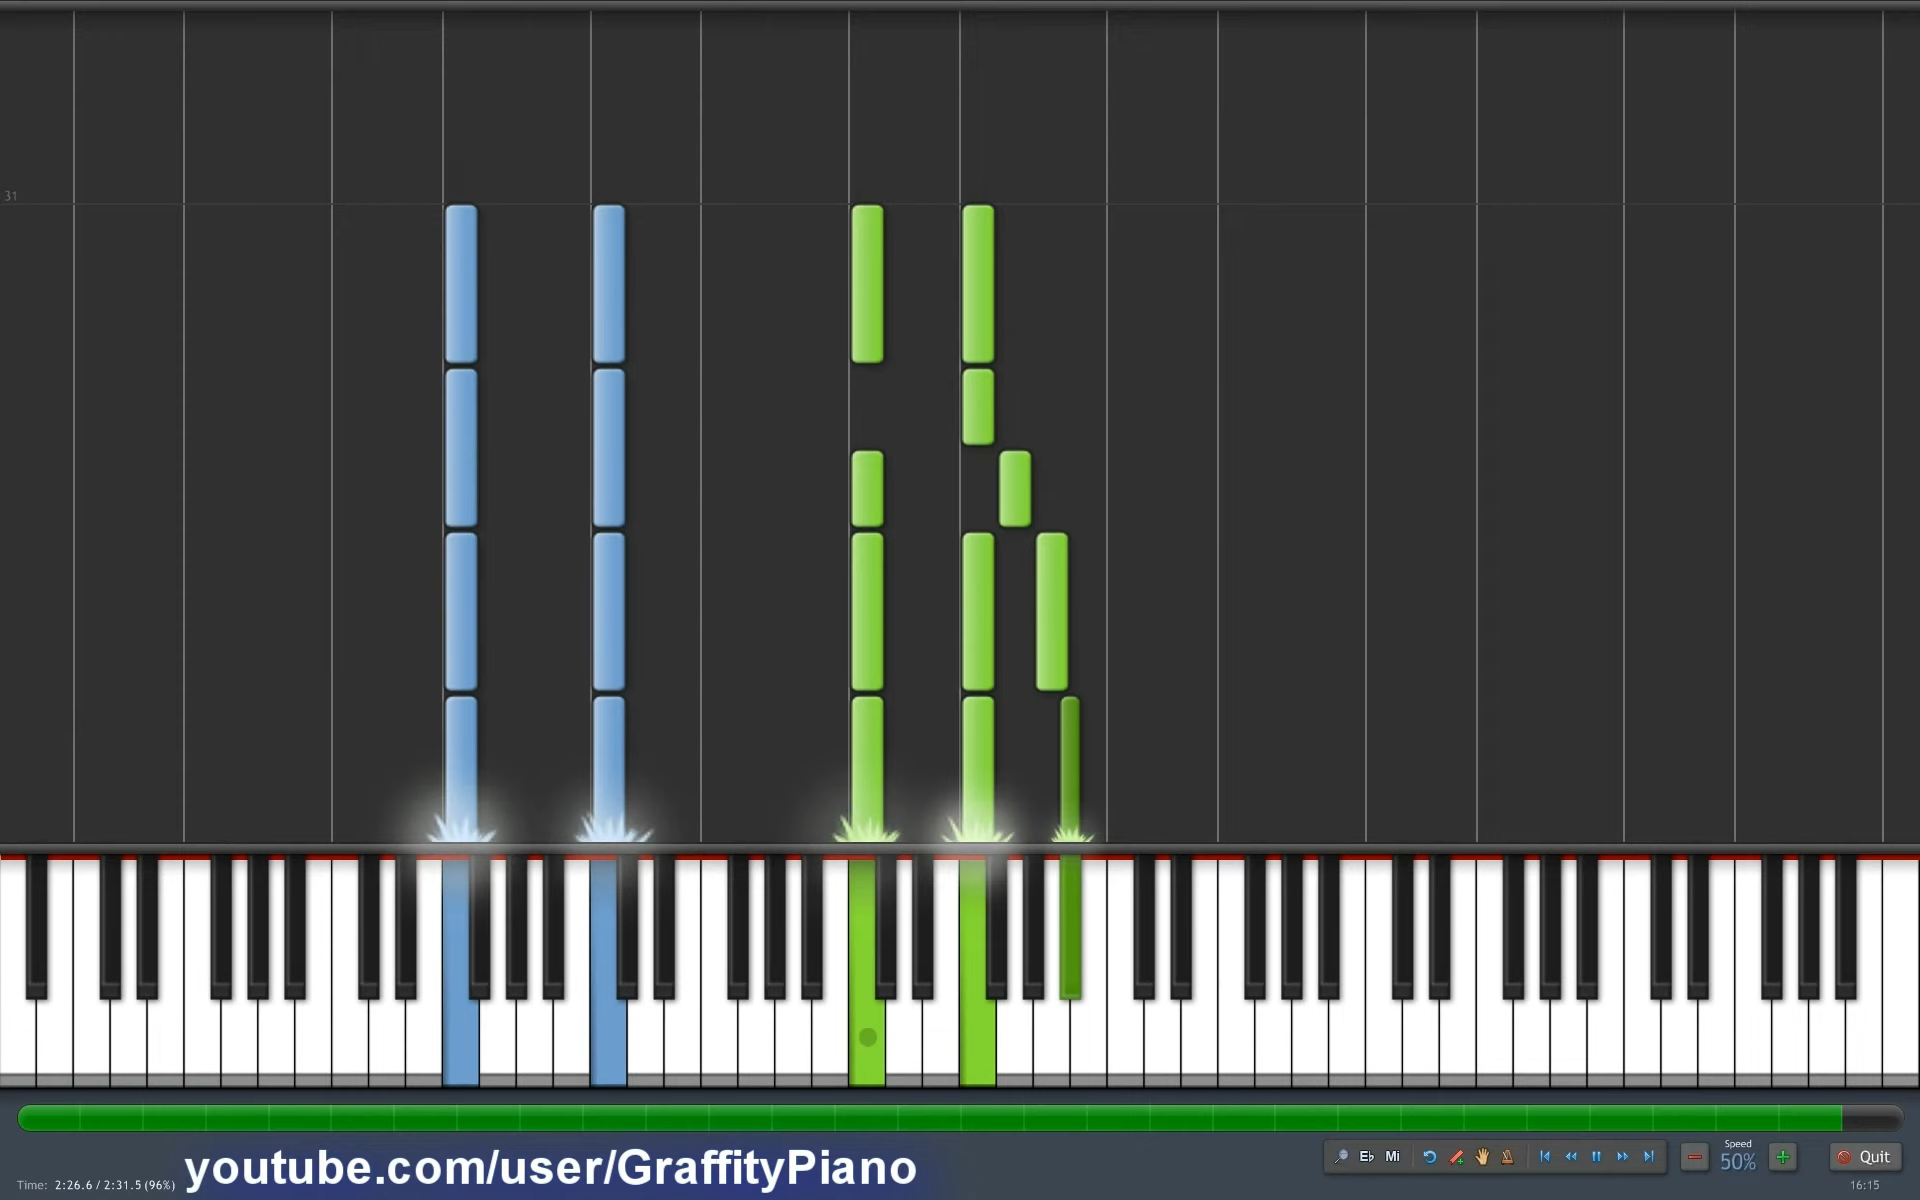 31
Eb Mi
Speed
50%
Quit
youtube.com/user/GraffityPiano
Time: 2:26.6 / 2:31.5 (96%)
16:15